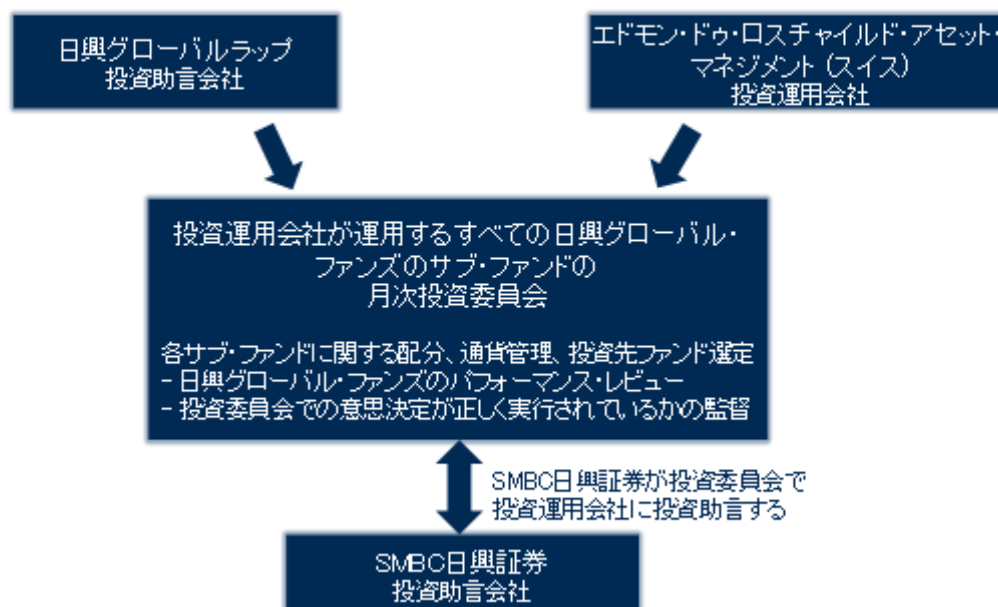 日興グローバルラップ
投資助言会社
エドモン・ドゥ・ロスチャイルド・アセット・
マネジメント（スイス）
投資運用会社
投資運用会社が運用するすべての日興グローバル・
ファンズのサブ・ファンドの
月次投資委員会
各サブ・ファンドに関する配分、通貨管理、投資先ファンド選定
- 日興グローバル・ファンズのパフォーマンス・レビュー
- 投資委員会での意思決定が正しく実行されているかの監督
SMBC日興証券が投資委員会で
投資運用会社に投資助言する
SMBC日興証券
投資助言会社